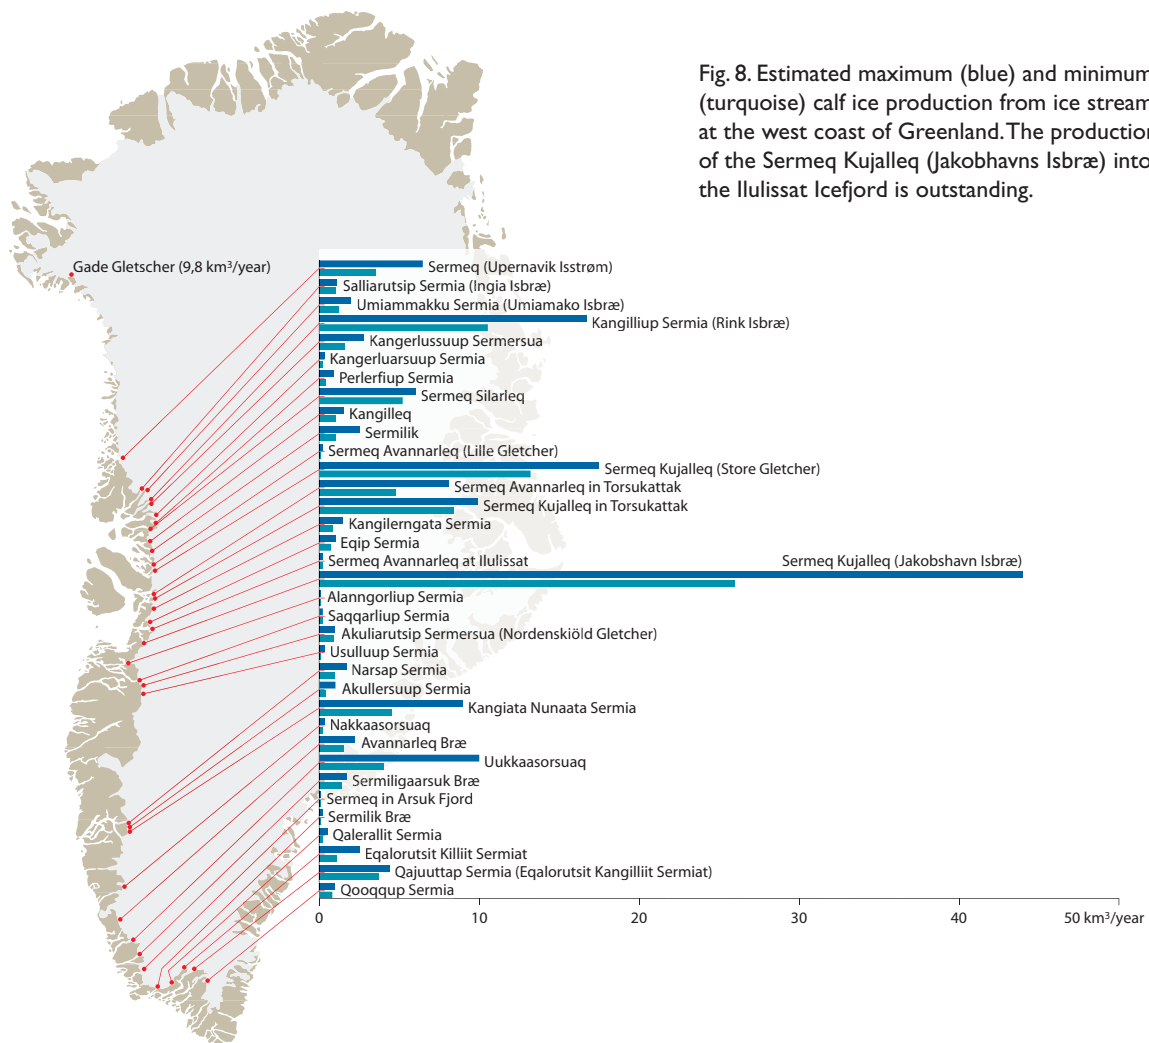 Fig. 8. Estimated maximum (blue) and minimum
(turquoise) calf ice production from ice stream
at the west coast of Greenland. The production
of the Sermeq Kujalleq (Jakobhavns Isbræ) into
the Ilulissat Icefjord is outstanding.
Gade Gletscher (9,8 km³/year)
Sermeq (Upernavik Isstrøm)
Salliarutsip Sermia (Ingia Isbræ)
Umiammakku Sermia (Umiamako Isbræ)
Kangilliup Sermia (Rink Isbræ)
Kangerlussuup Sermersua
Kangerluarsuup Sermia
Perlerfiup Sermia
Sermeq Silarleq
Kangilleq
Sermilik
Sermeq Avannarleq (Lille Gletcher)
Sermeq Kujalleq (Store Gletcher)
Sermeq Avannarleq in Torsukattak
Sermeq Kujalleq in Torsukattak
Kangilerngata Sermia
Eqip Sermia
Sermeq Avannarleq at Ilulissat
Sermeq Kujalleq (Jakobshavn Isbræ)
Alanngorliup Sermia
Saqqarliup Sermia
Akuliarutsip Sermersua (Nordenskiöld Gletcher)
Usulluup Sermia
Narsap Sermia
Akullersuup Sermia
Kangiata Nunaata Sermia
Nakkaasorsuaq
Avannarleq Bræ
Uukkaasorsuaq
Sermiligaarsuk Bræ
Sermeq in Arsuk Fjord
Sermilik Bræ
Qalerallit Sermia
Eqalorutsit Killiit Sermiat
Qajuuttap Sermia (Eqalorutsit Kangilliit Sermiat)
Qooqqup Sermia
0 10 20 30 40 50 km³/year